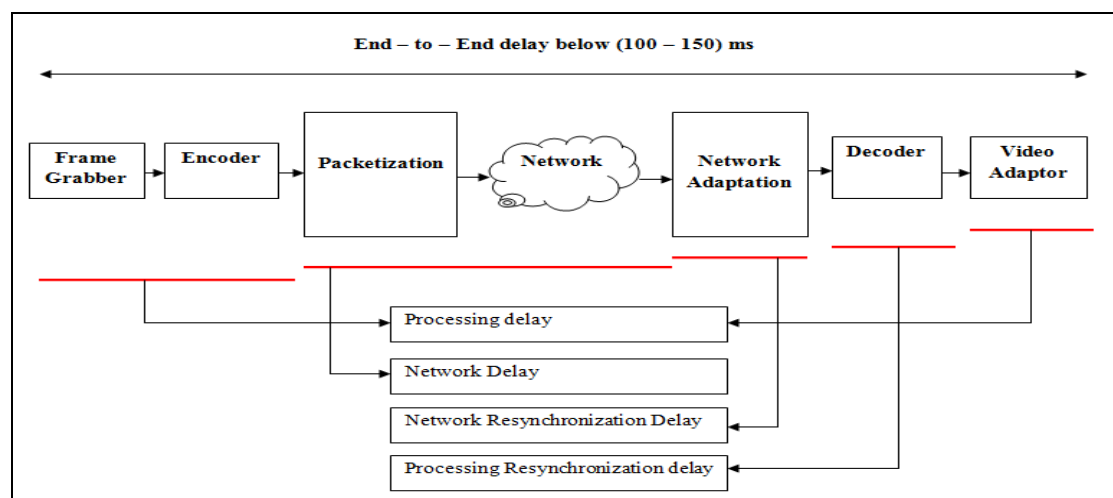 End – to – End delay below (100 – 150) ms
Frame
Grabber
Encoder
Packetization
Network
Network
Adaptation
Decoder
Video
Adaptor
Processing delay
Network Delay
Network Resynchronization Delay
Processing Resynchronization delay